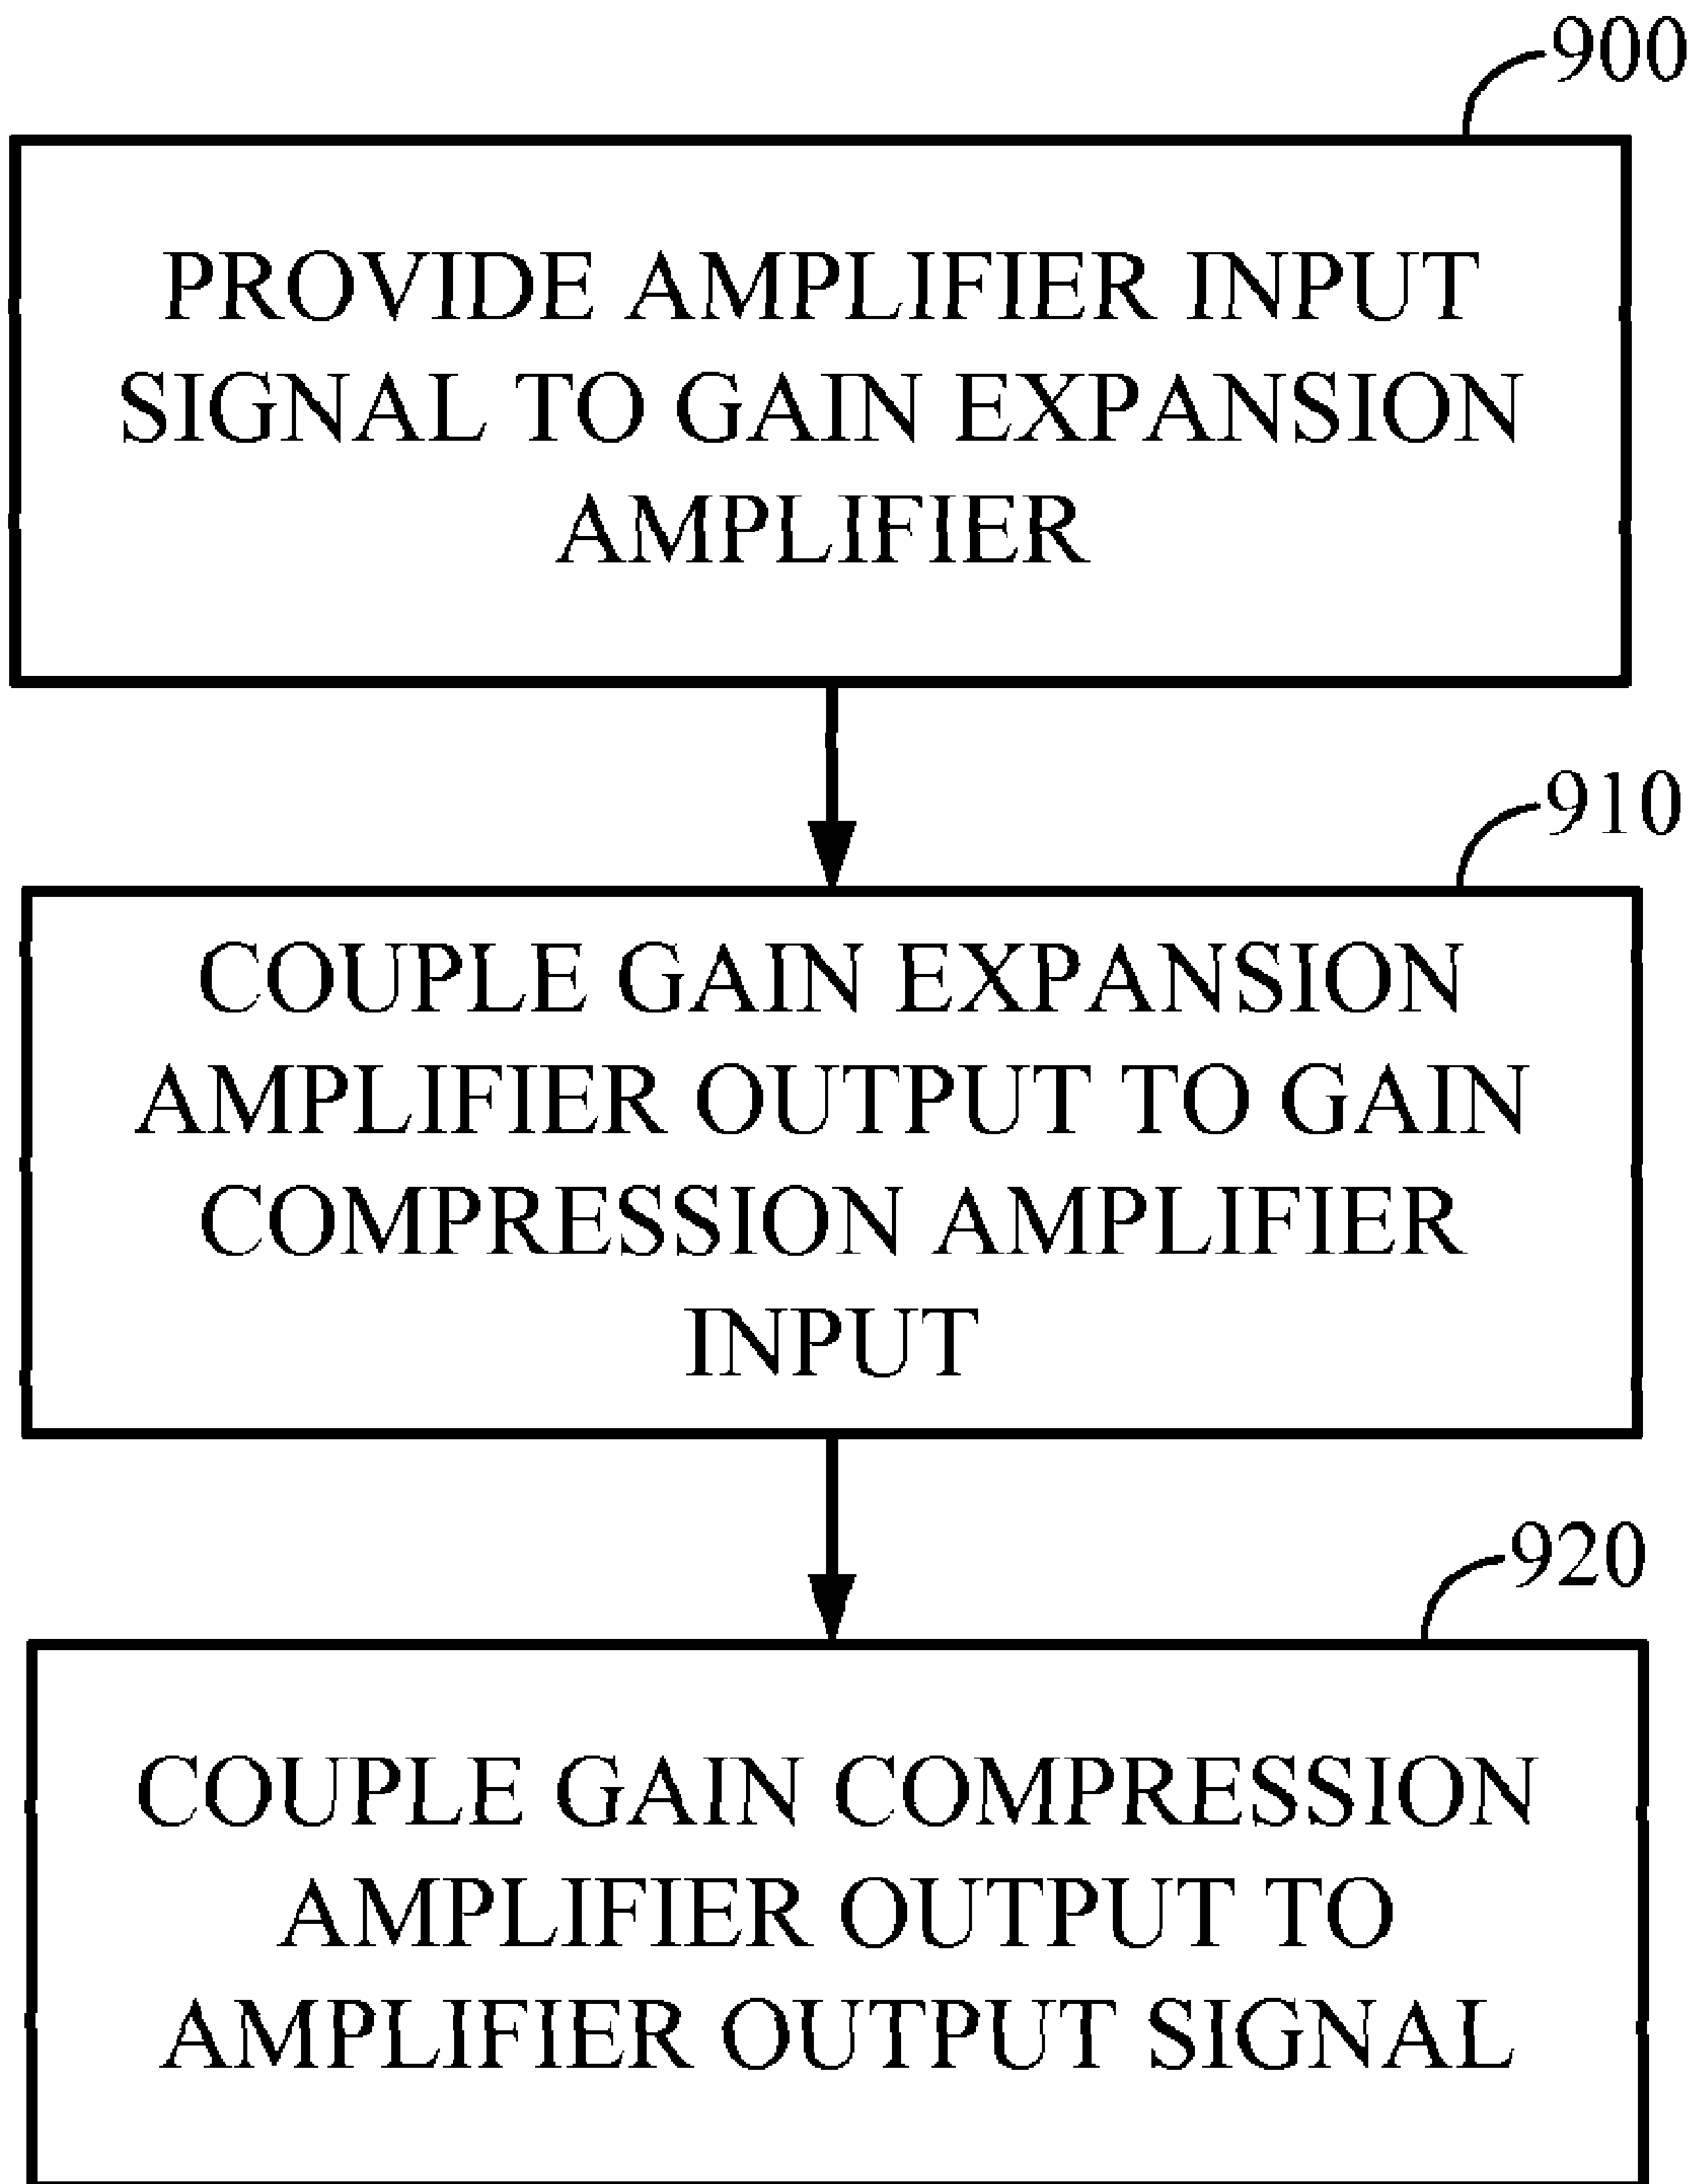 900
PROVIDE AMPLIFIER INPUT
SIGNAL TO GAIN EXPANSION
AMPLIFIER
910
COUPLE GAIN EXPANSION
AMPLIFIER OUTPUT TO GAIN
COMPRESSION AMPLIFIER
INPUT
920
COUPLE GAIN COMPRESSION
AMPLIFIER OUTPUT TO
AMPLIFIER OUTPUT SIGNAL